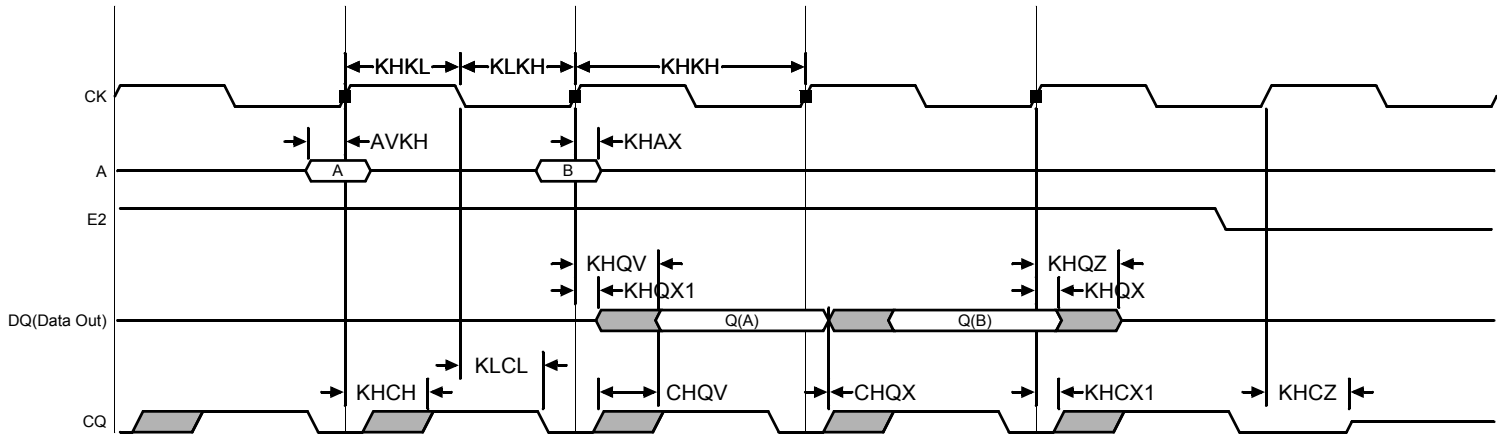 KHKL KLKH KHKH
CK
AVKH KHAX
A A B
E2
KHQV KHQZ
KHQX1 KHQX
DQ(Data Out) Q(A) Q(B)
KLCL
KHCH CHQV CHQX KHCX1 KHCZ
CQ